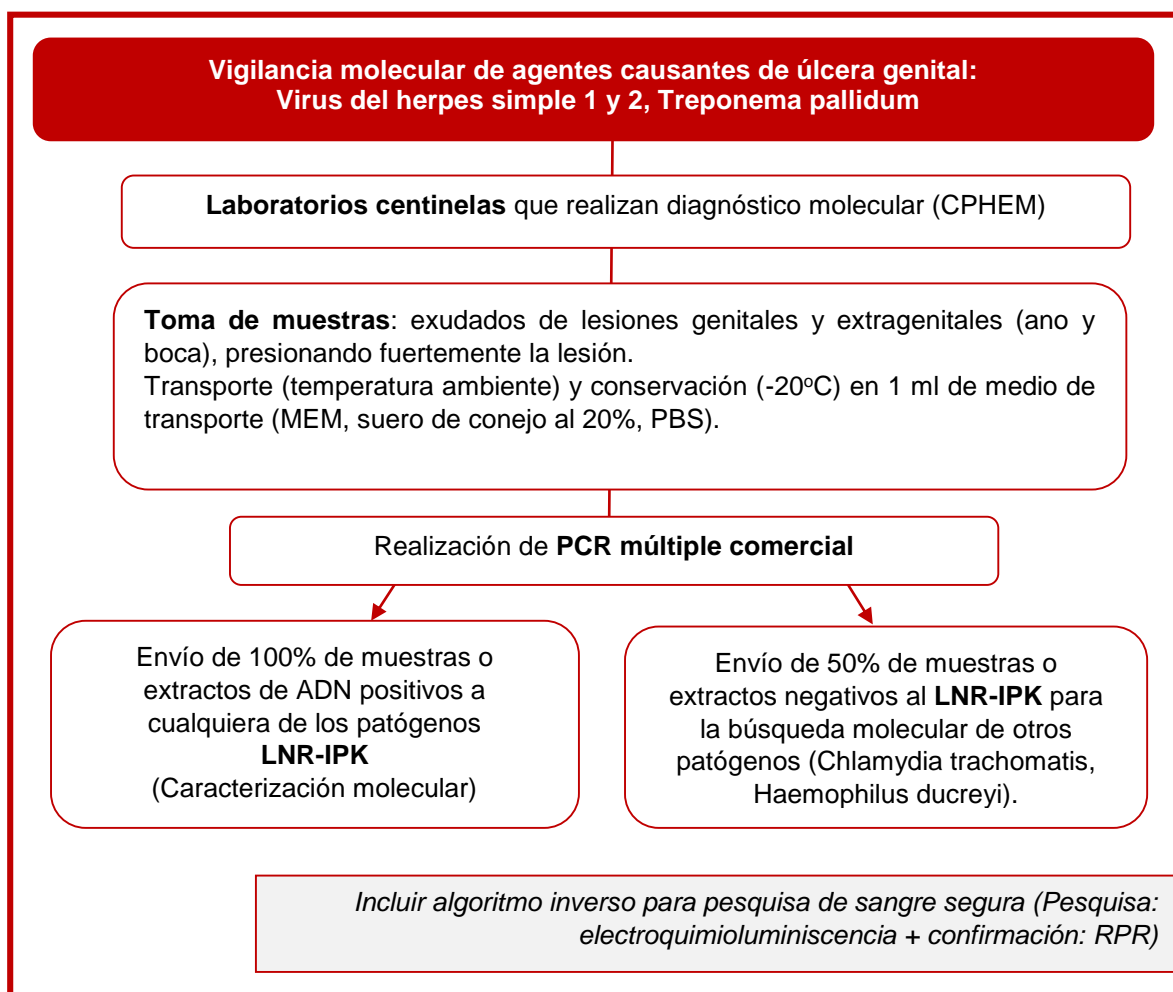 Vigilancia molecular de agentes causantes de úlcera genital:
Virus del herpes simple 1 y 2, Treponema pallidum
Laboratorios centinelas que realizan diagnóstico molecular (CPHEM)
Toma de muestras: exudados de lesiones genitales y extragenitales (ano y
boca), presionando fuertemente la lesión.
Transporte (temperatura ambiente) y conservación (-20ºC) en 1 ml de medio de
transporte (MEM, suero de conejo al 20%, PBS).
Realización de PCR múltiple comercial
Envío de 100% de muestras o
extractos de ADN positivos a
cualquiera de los patógenos
LNR-IPK
(Caracterización molecular)
Envío de 50% de muestras o
extractos negativos al LNR-IPK para
la búsqueda molecular de otros
patógenos (Chlamydia trachomatis,
Haemophilus ducreyi).
Incluir algoritmo inverso para pesquisa de sangre segura (Pesquisa:
electroquimioluminiscencia + confirmación: RPR)